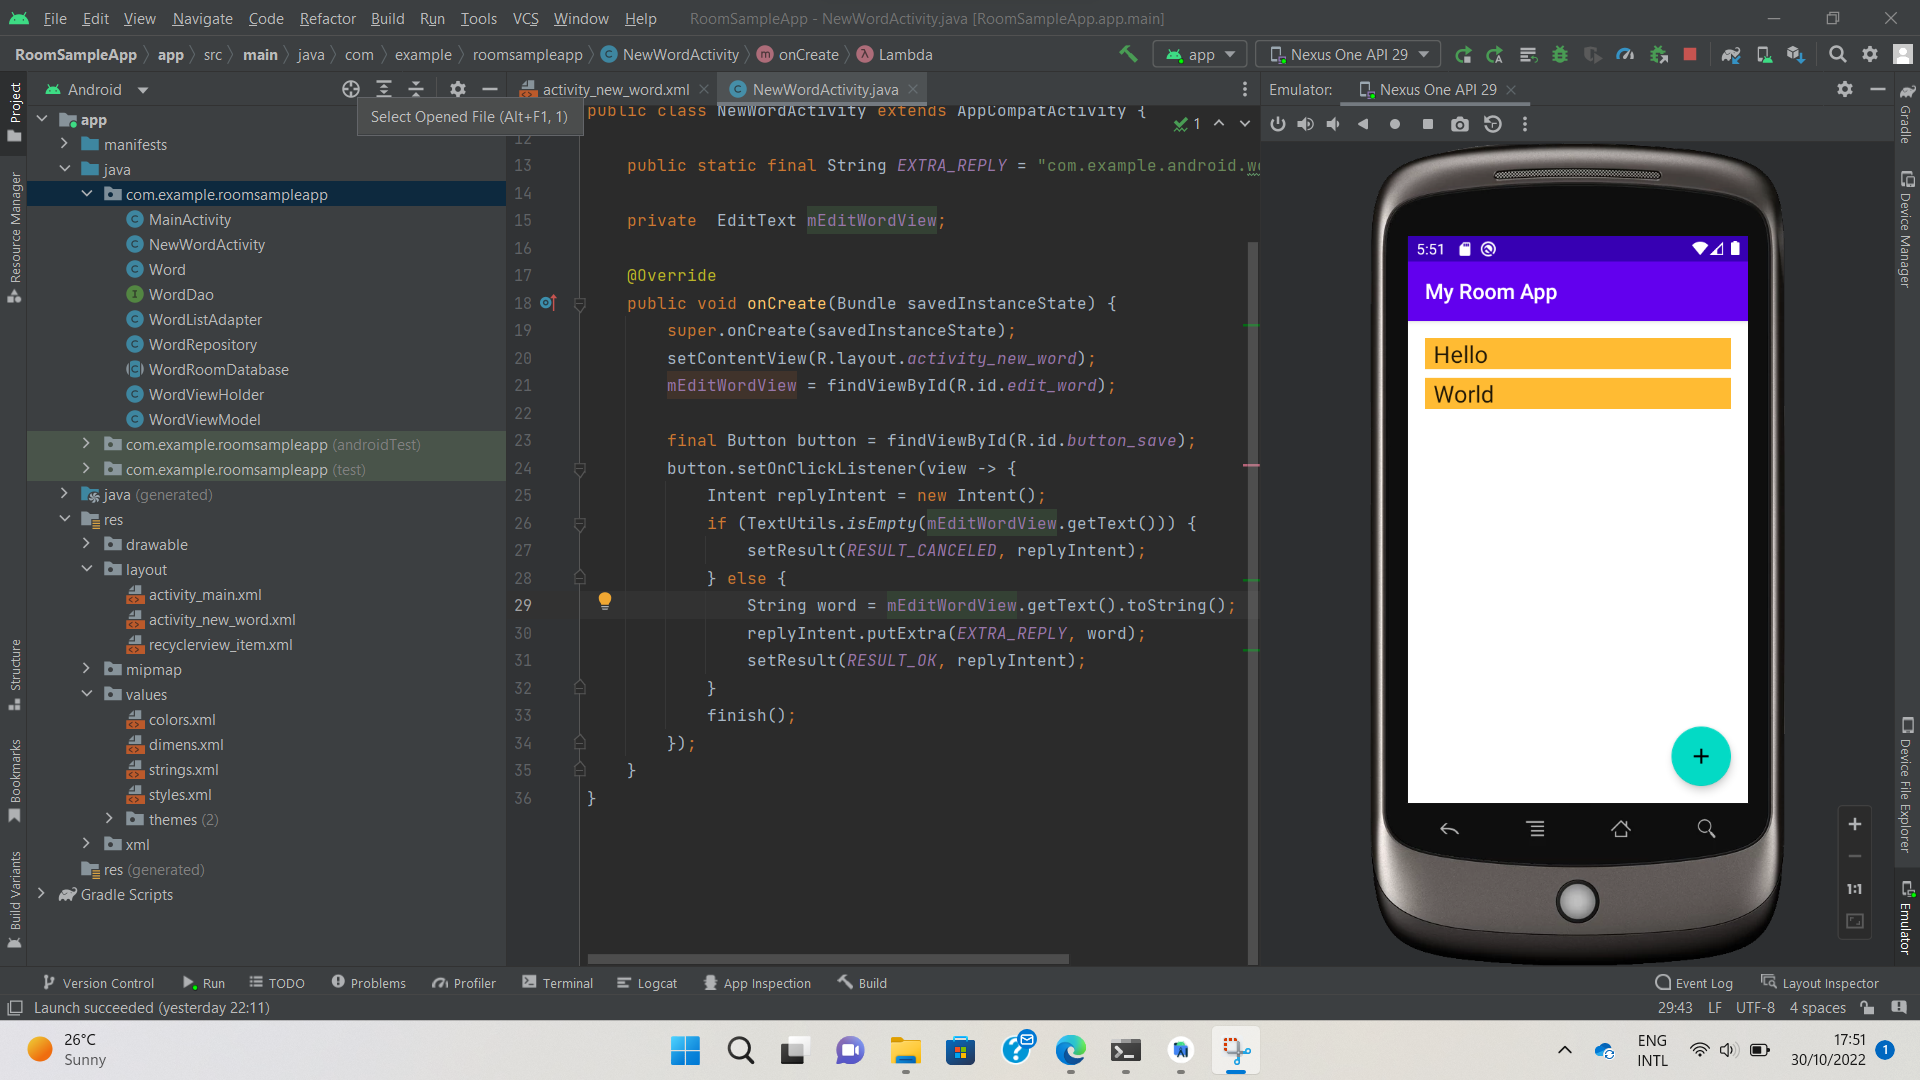 File Edit View Navigate Code Refactor Build Run Tools VCS Window Help RoomSampleApp - NewWordActivity.java [RoomSampleApp.app.main]
RoomSampleApp app src main java com example roomsampleapp NewWordActivity onCreate Lambda app Nexus One API 29
Android
activity_new_word.xml NewWordActivity.java
Emulator: Nexus One API 29
Select Opened File (Alt+F1, 1)
Project
Resource Manager
Structure
Bookmarks
Build Variants
app
manifests
java
com.example.roomsampleapp
MainActivity
NewWordActivity
Word
WordDao
WordListAdapter
WordRepository
WordRoomDatabase
WordViewHolder
WordViewModel
com.example.roomsampleapp (androidTest)
com.example.roomsampleapp (test)
java (generated)
res
drawable
layout
activity_main.xml
activity_new_word.xml
recyclerview_item.xml
mipmap
values
colors.xml
dimens.xml
strings.xml
styles.xml
themes (2)
xml
res (generated)
Gradle Scripts
public class NewWordActivity extends AppCompatActivity {
1
12
13 public static final String EXTRA_REPLY = "com.example.android.wo
14
15 private EditText mEditWordView;
16
17 @Override
18 public void onCreate(Bundle savedInstanceState) {
19 super.onCreate(savedInstanceState);
20 setContentView(R.layout.activity_new_word);
21 mEditWordView = findViewById(R.id.edit_word);
22
23 final Button button = findViewById(R.id.button_save);
24 button.setOnClickListener(view -> {
25 Intent replyIntent = new Intent();
26 if (TextUtils.isEmpty(mEditWordView.getText())) {
27 setResult(RESULT_CANCELED, replyIntent);
28 } else {
29 String word = mEditWordView.getText().toString();
30 replyIntent.putExtra(EXTRA_REPLY, word);
31 setResult(RESULT_OK, replyIntent);
32 }
33 finish();
34 });
35 }
36 }
5:51
My Room App
Hello
World
+
1:1
Gradle
Device Manager
Device File Explorer
Emulator
Version Control Run TODO Problems Profiler Terminal Logcat App Inspection Build Event Log Layout Inspector
Launch succeeded (yesterday 22:11) 29:43 LF UTF-8 4 spaces
26°C
Sunny
ENG
INTL
17:51
30/10/2022
1